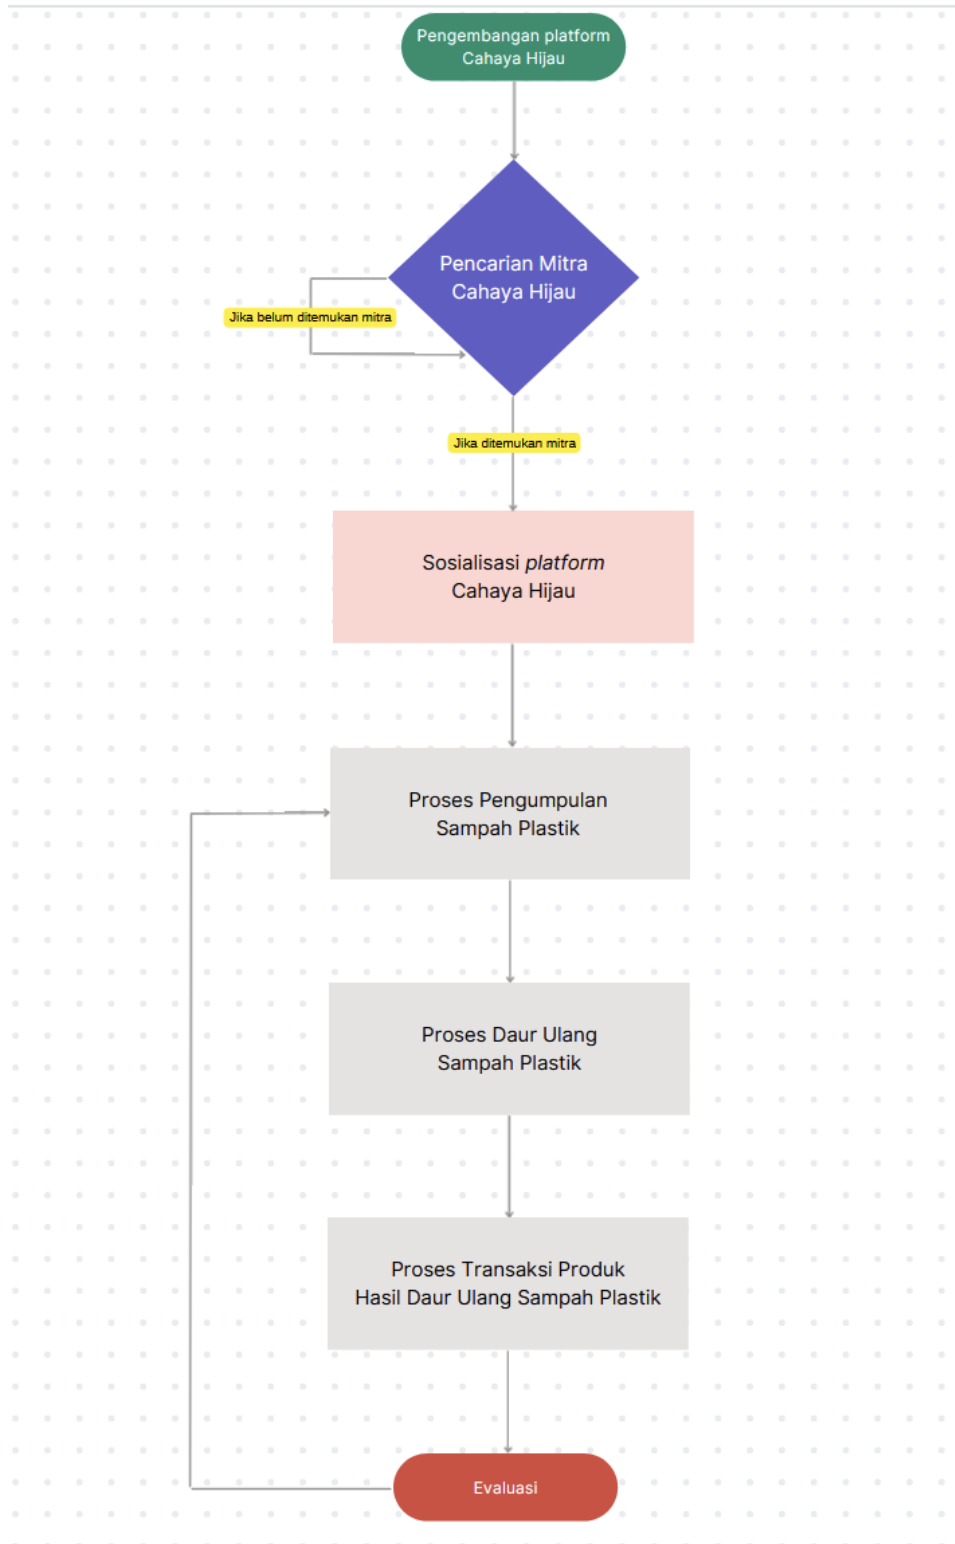 Pengembangan platform
Cahaya Hijau
Pencarian Mitra
Cahaya Hijau
Jika belum ditemukan mitra
Jika ditemukan mitra
Sosialisasi platform
Cahaya Hijau
Proses Pengumpulan
Sampah Plastik
Proses Daur Ulang
Sampah Plastik
Proses Transaksi Produk
Hasil Daur Ulang Sampah Plastik
Evaluasi